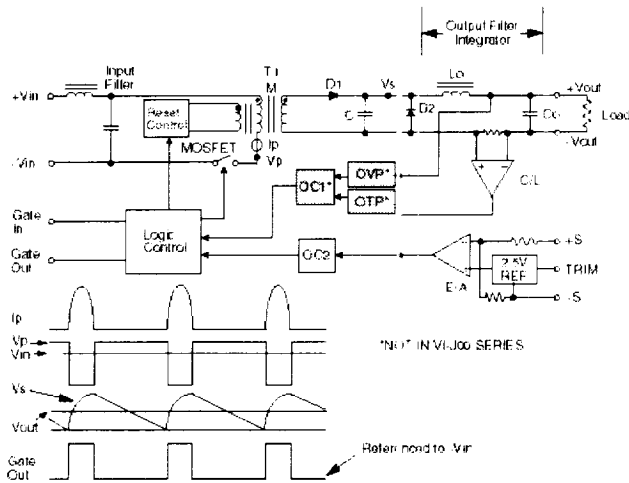 Output Filter
Integrator
Input
Filter
T1
M
D1
Vs
Lo
+Vin
+Vout
Reset
Control
C
D2
Co
Load
Ip
Vp
MOSFET
-Vin
-Vout
OC1*
OVP*
OTP*
C/L
Gate
In
Logic
Control
Gate
Out
OC2
E/A
+S
2.5V
REF
TRIM
-S
Ip
Vp
Vin
*NOT IN VI-J00 SERIES
Vs
Vout
Gate
Out
Referenced to -Vin